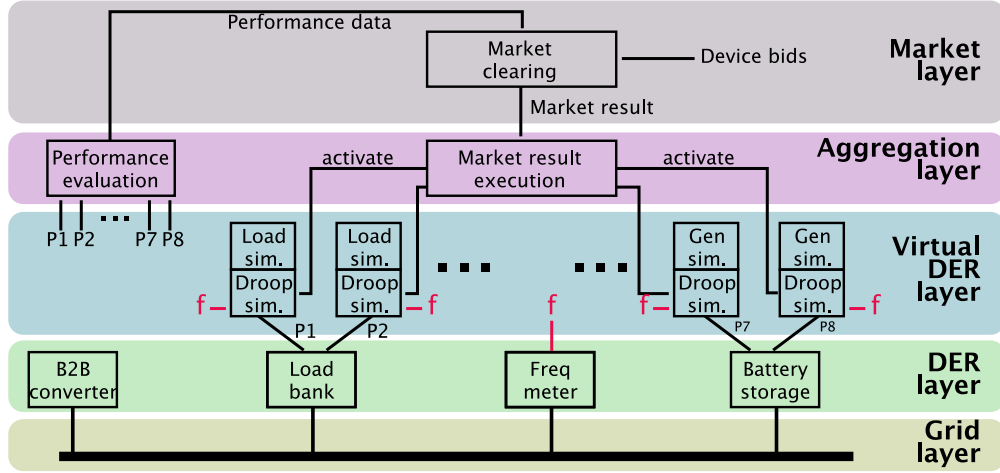 Performance data
Market
clearing
Device bids
Market
layer
Market result
Performance
evaluation
activate
Market result
execution
activate
Aggregation
layer
P1 P2 P7 P8
Load
sim.
Droop
sim.
f
Load
sim.
Droop
sim.
f
Gen
sim.
Droop
sim.
f
Gen
sim.
Droop
sim.
f
f
Virtual
DER
layer
P1
P2
P7
P8
B2B
converter
Load
bank
Freq
meter
Battery
storage
DER
layer
Grid
layer